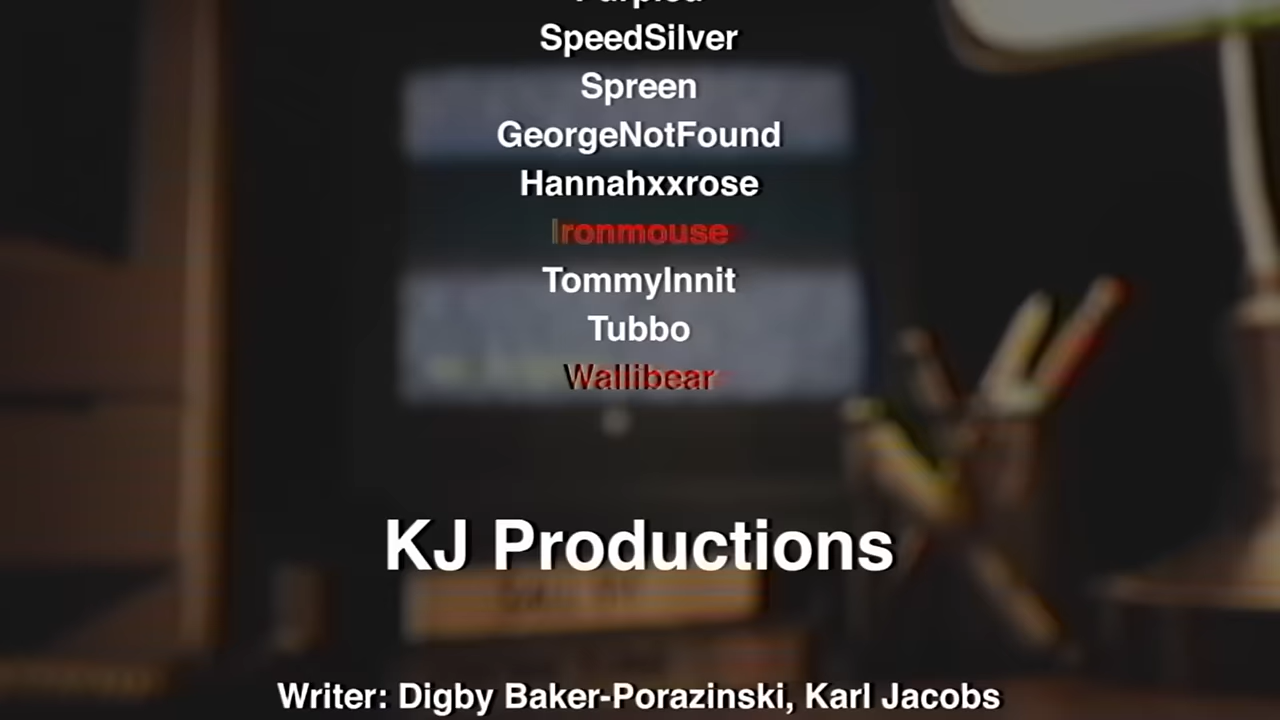 SpeedSilver
Spreen
GeorgeNotFound
Hannahxxrose
Ironmouse
TommyInnit
Tubbo
Wallibear
KJ Productions
Writer: Digby Baker-Porazinski, Karl Jacobs